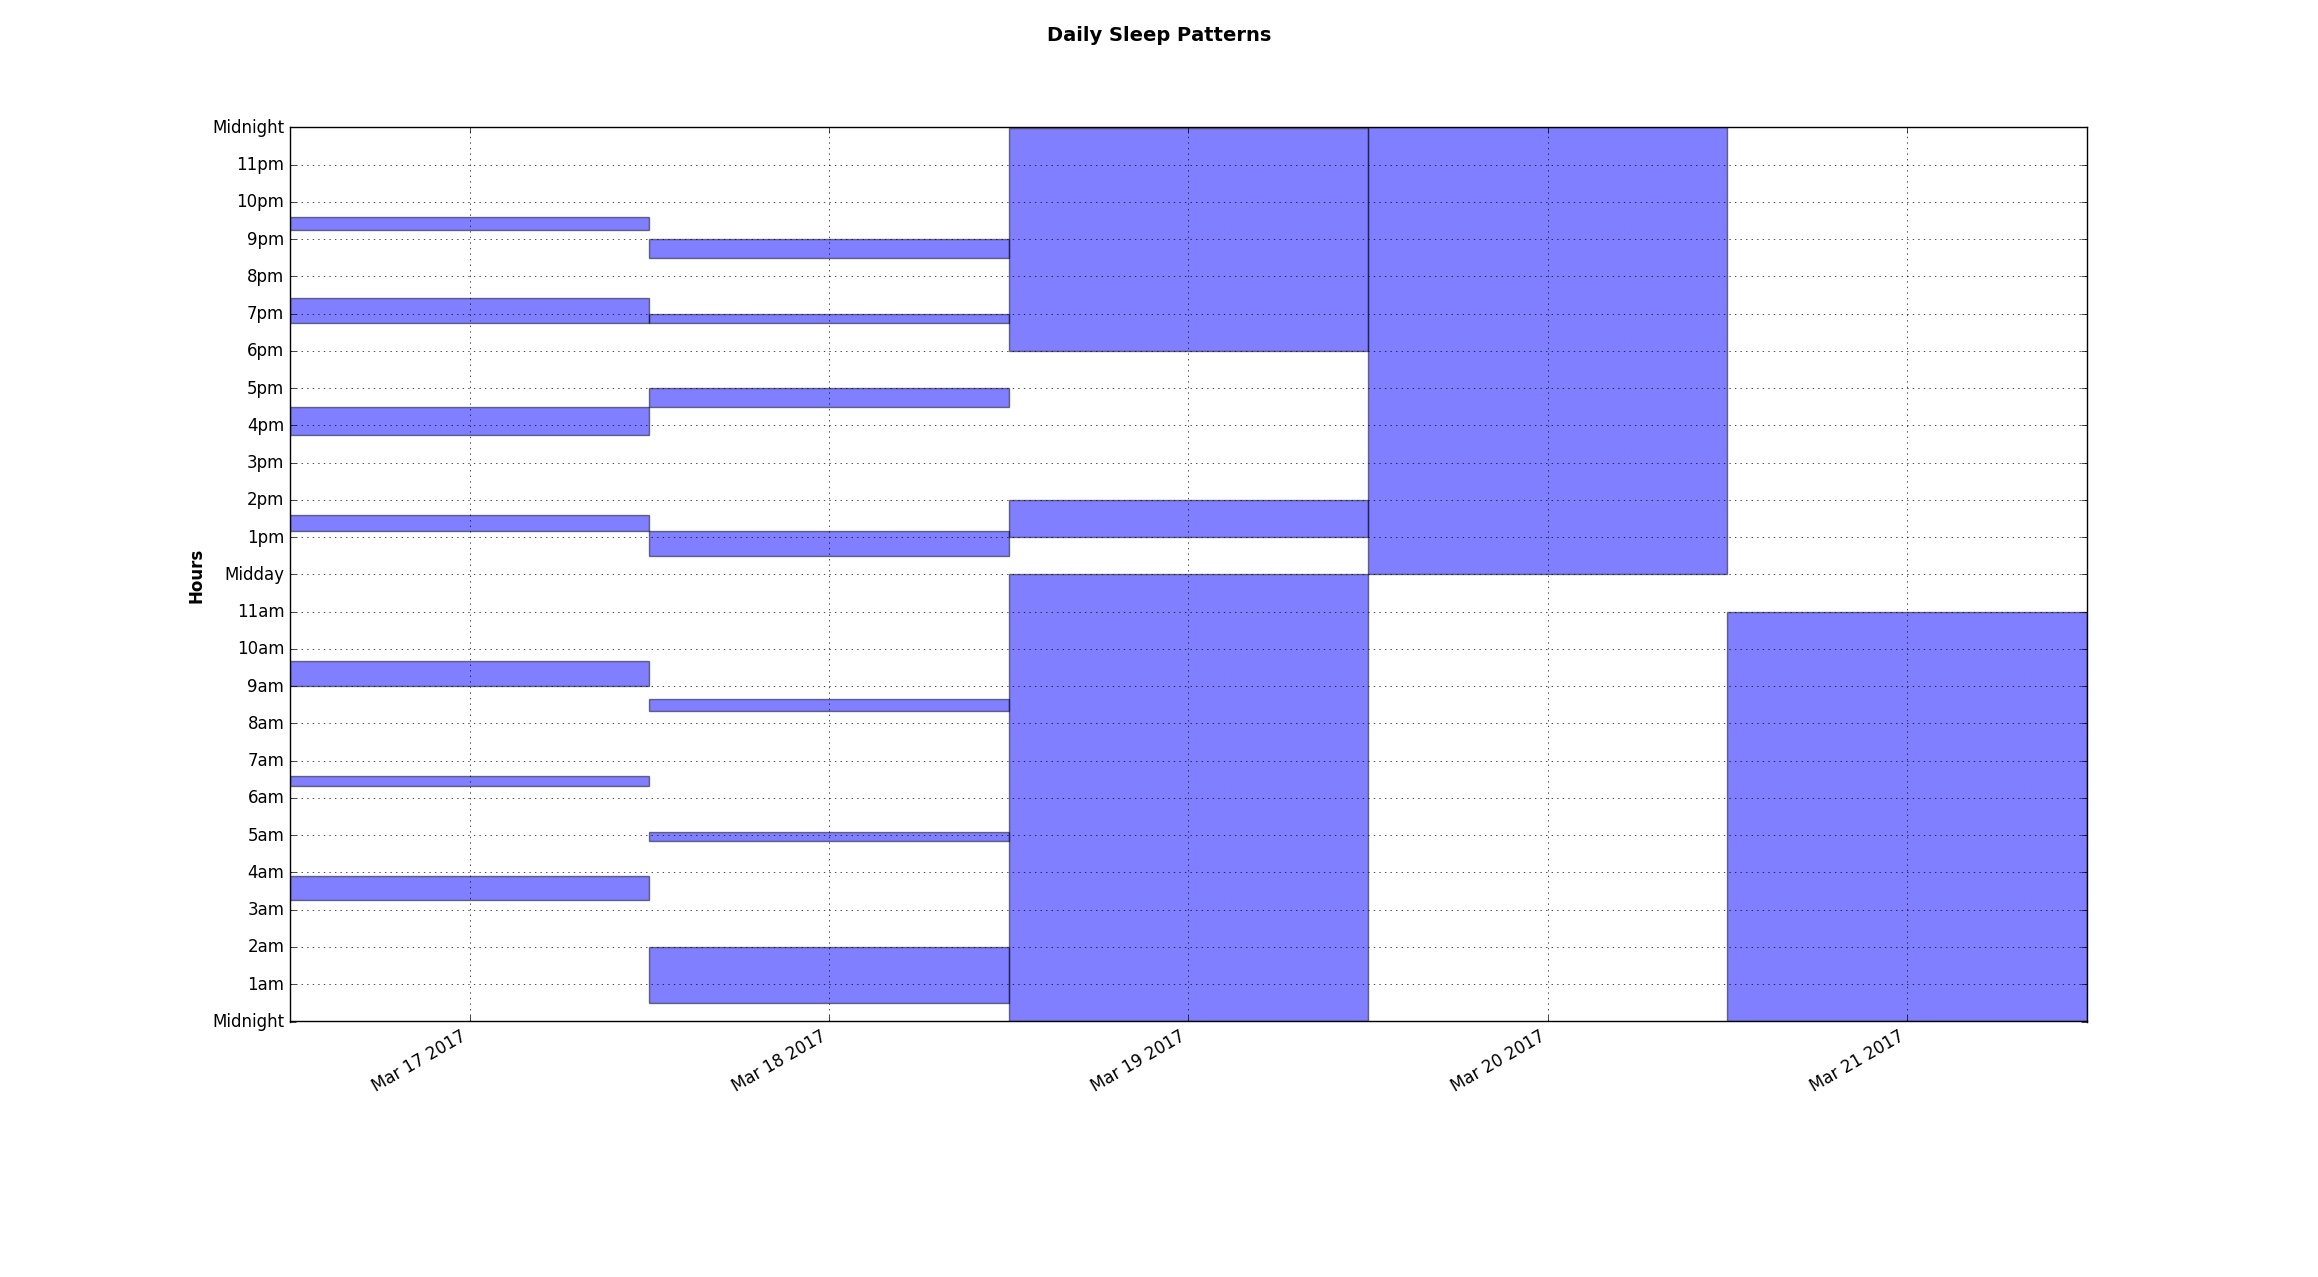 Daily Sleep Patterns
Midnight
11pm
10pm
9pm
8pm
7pm
6pm
5pm
4pm
3pm
2pm
1pm
Midday
11am
10am
9am
8am
7am
6am
5am
4am
3am
2am
1am
Midnight
Hours
Mar 17 2017
Mar 18 2017
Mar 19 2017
Mar 20 2017
Mar 21 2017